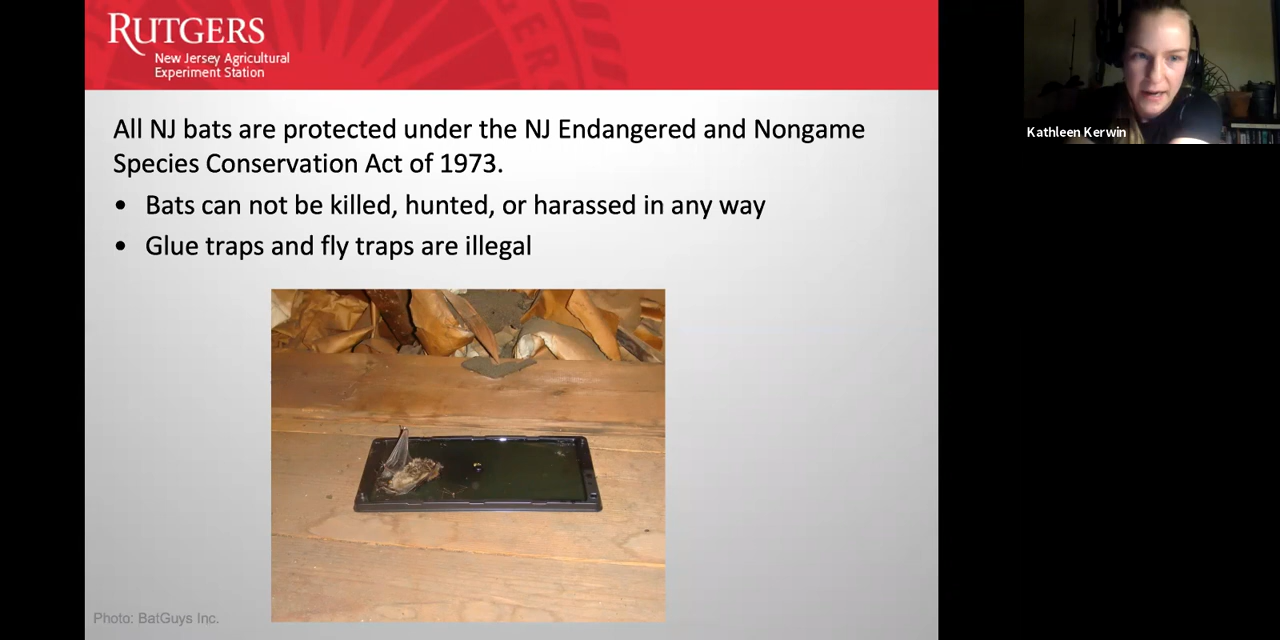 RUTGERS
New Jersey Agricultural
Experiment Station
All NJ bats are protected under the NJ Endangered and Nongame
Species Conservation Act of 1973.
• Bats can not be killed, hunted, or harassed in any way
• Glue traps and fly traps are illegal
Photo: BatGuys Inc.
Kathleen Kerwin